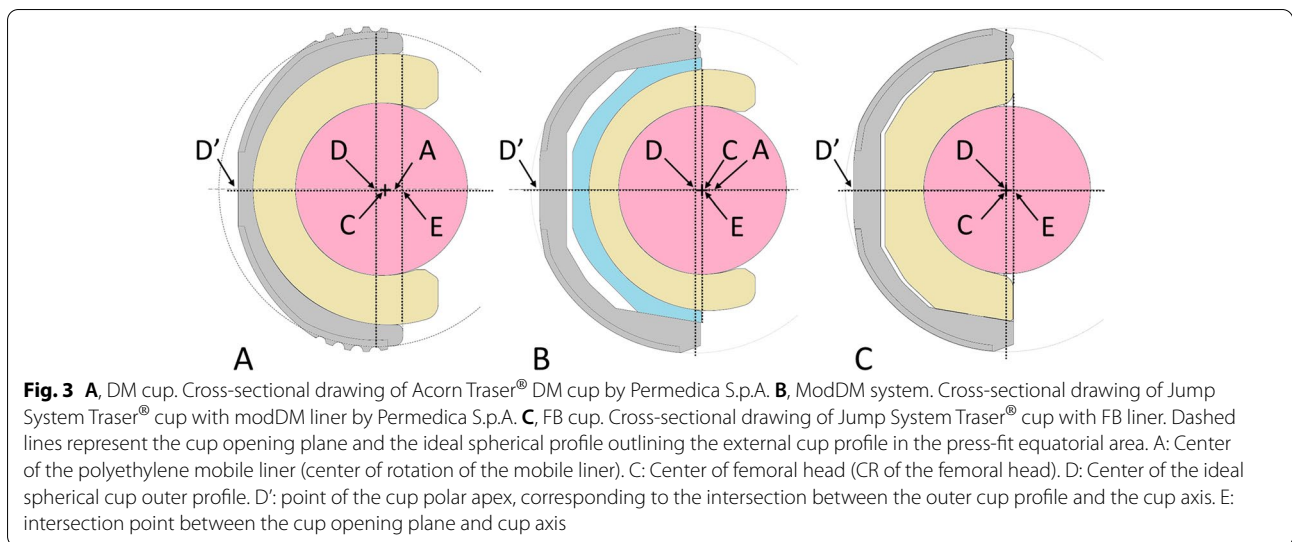 D' D A C E A
D' D C A E B
D' D C E C
Fig. 3 A, DM cup. Cross-sectional drawing of Acorn Traser® DM cup by Permedica S.p.A. B, ModDM system. Cross-sectional drawing of Jump
System Traser® cup with modDM liner by Permedica S.p.A. C, FB cup. Cross-sectional drawing of Jump System Traser® cup with FB liner. Dashed
lines represent the cup opening plane and the ideal spherical profile outlining the external cup profile in the press-fit equatorial area. A: Center
of the polyethylene mobile liner (center of rotation of the mobile liner). C: Center of femoral head (CR of the femoral head). D: Center of the ideal
spherical cup outer profile. D': point of the cup polar apex, corresponding to the intersection between the outer cup profile and the cup axis. E:
intersection point between the cup opening plane and cup axis